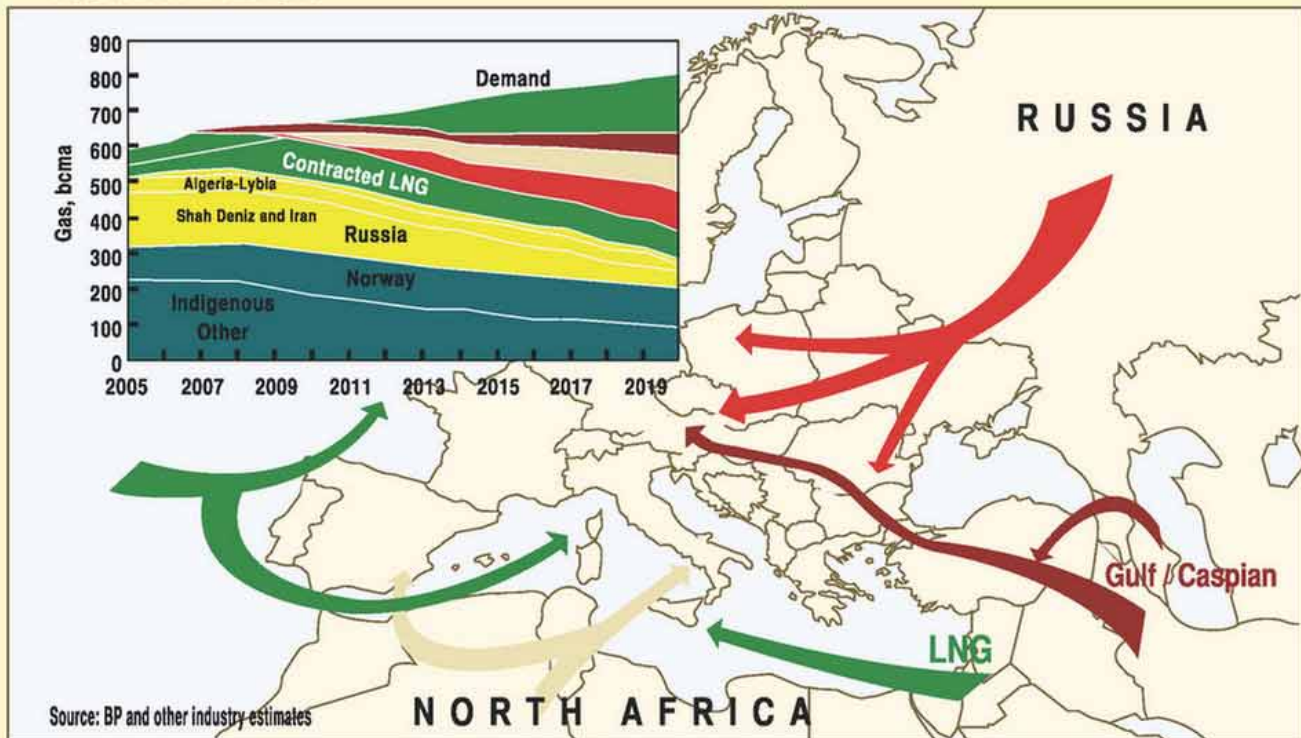 900
800
700
600
500
400
300
200
100
0
Gas, bcma
Demand
Contracted LNG
Algeria-Lybia
Shah Deniz and Iran
Russia
Norway
Indigenous
Other
2005 2007 2009 2011 2013 2015 2017 2019
RUSSIA
Gulf / Caspian
LNG
NORTH AFRICA
Source: BP and other industry estimates